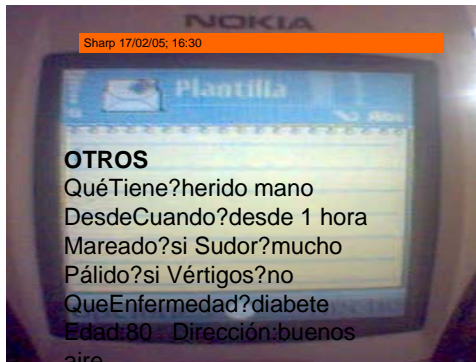 NOKIA
Sharp 17/02/05; 16:30
Plantilla
Abc
OTROS
QuéTiene?herido mano
DesdeCuando?desde 1 hora
Mareado?si Sudor?mucho
Pálido?si Vértigos?no
QueEnfermedad?diabete
Edad:80 Dirección:buenos
aire